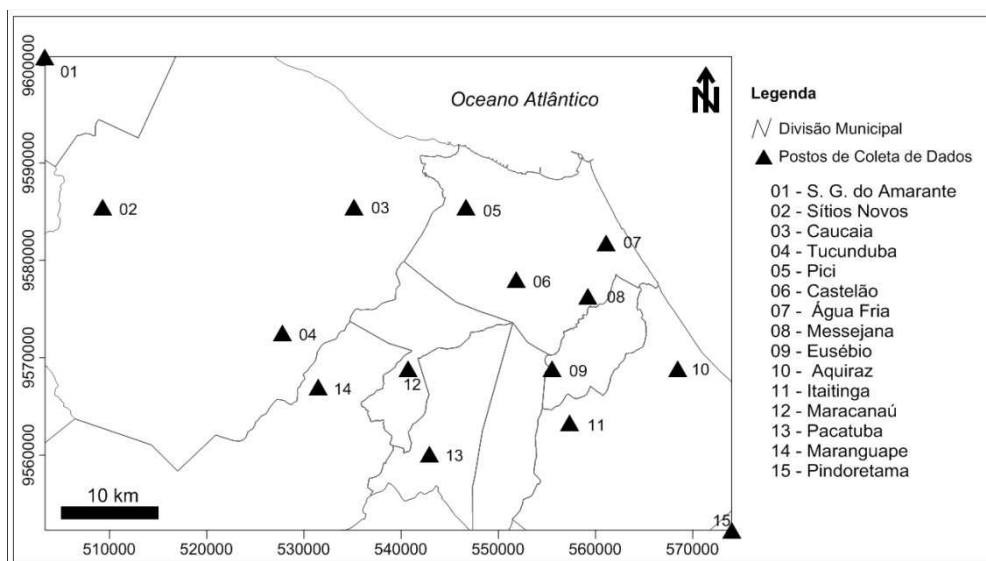 Oceano Atlântico
N
01
02
03
04
05
06
07
08
09
10
11
12
13
14
15
10 km
9600000
9590000
9580000
9570000
9560000
510000
520000
530000
540000
550000
560000
570000
Legenda
Divisão Municipal
Postos de Coleta de Dados
01 - S. G. do Amarante
02 - Sítios Novos
03 - Caucaia
04 - Tucunduba
05 - Pici
06 - Castelão
07 - Água Fria
08 - Messejana
09 - Eusébio
10 - Aquiraz
11 - Itaitinga
12 - Maracanaú
13 - Pacatuba
14 - Maranguape
15 - Pindoretama